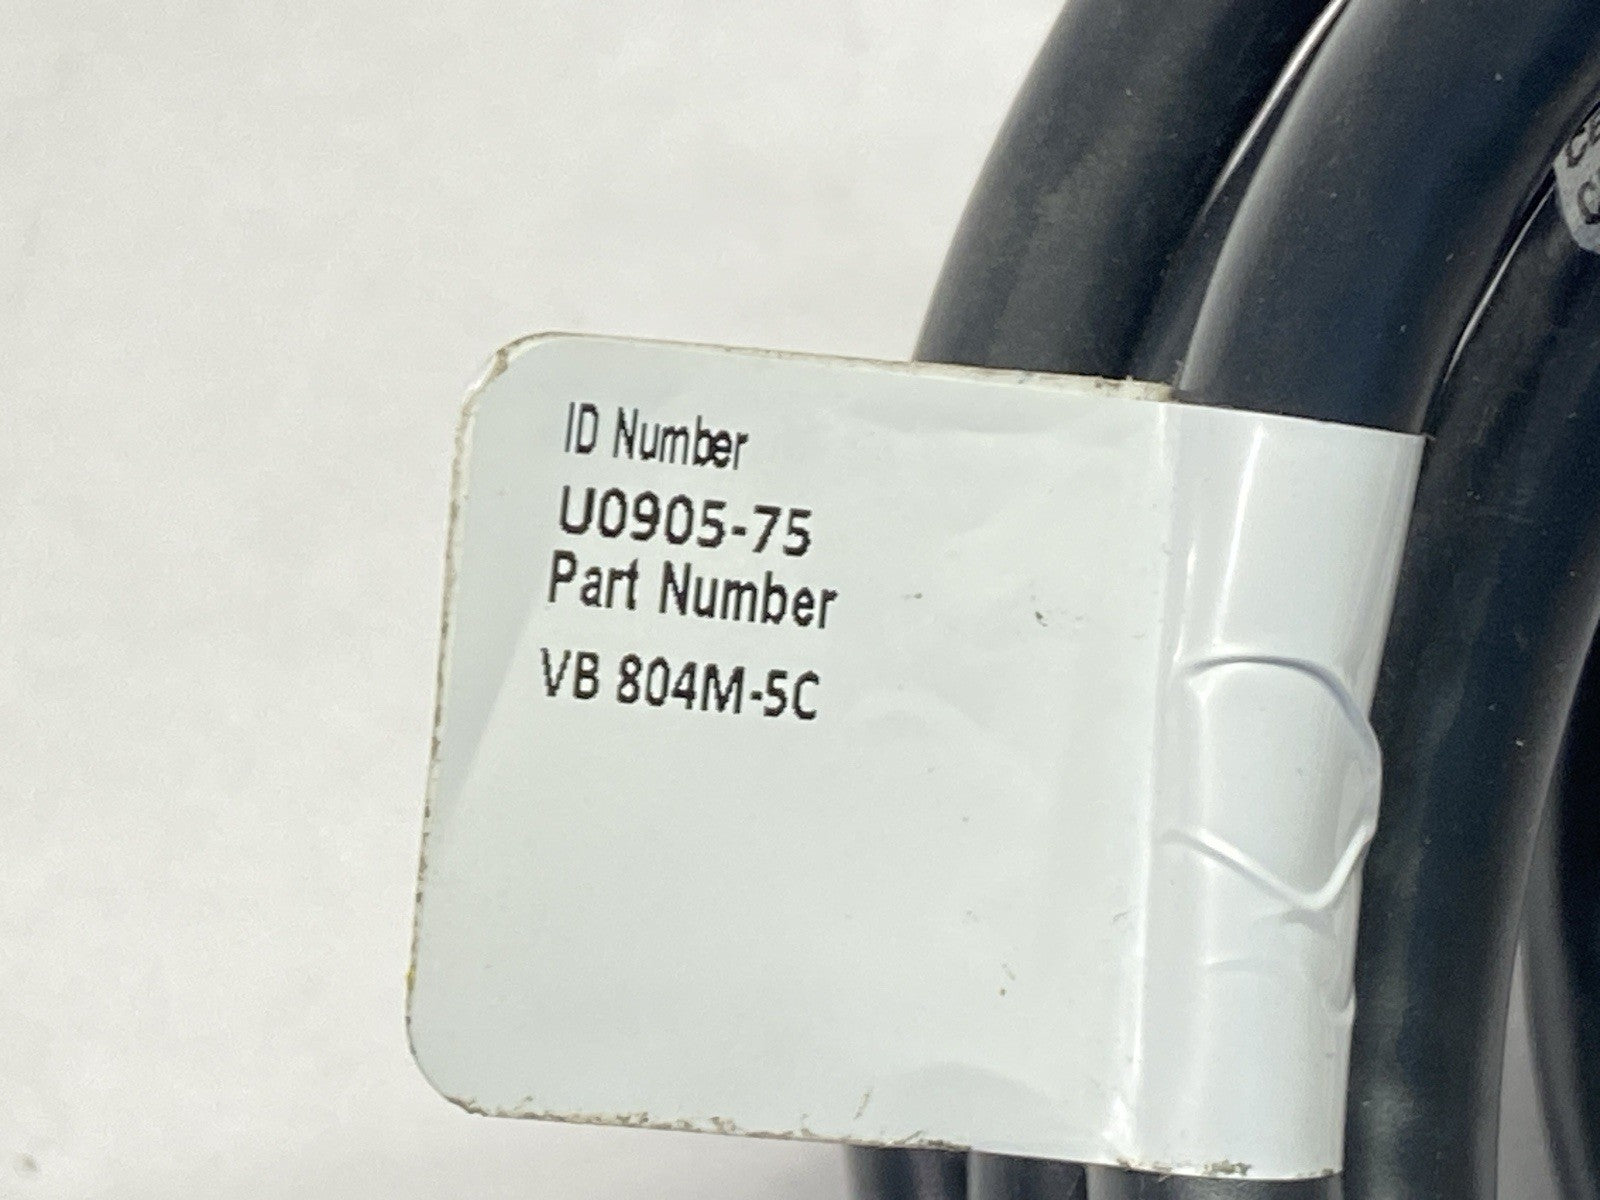 ID Number
U0905-75
Part Number
VB 804M-5C